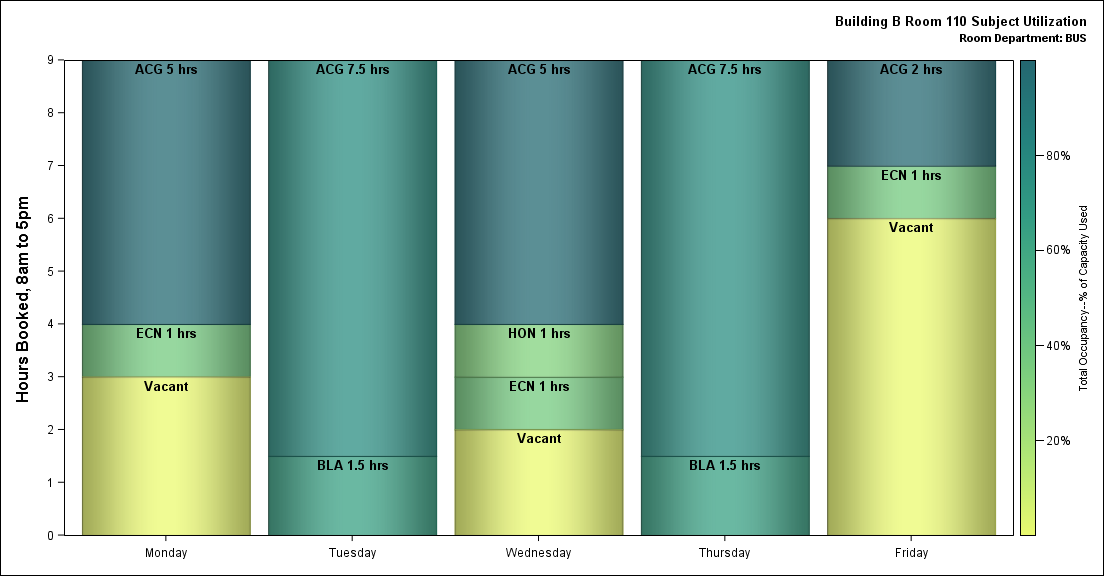 Building B Room 110 Subject Utilization
Room Department: BUS
Hours Booked, 8am to 5pm
9
8
7
6
5
4
3
2
1
0
ACG 5 hrs
ECN 1 hrs
Vacant
ACG 7.5 hrs
BLA 1.5 hrs
ACG 5 hrs
HON 1 hrs
ECN 1 hrs
Vacant
ACG 7.5 hrs
BLA 1.5 hrs
ACG 2 hrs
ECN 1 hrs
Vacant
Monday
Tuesday
Wednesday
Thursday
Friday
80%
60%
40%
20%
Total Occupancy--% of Capacity Used